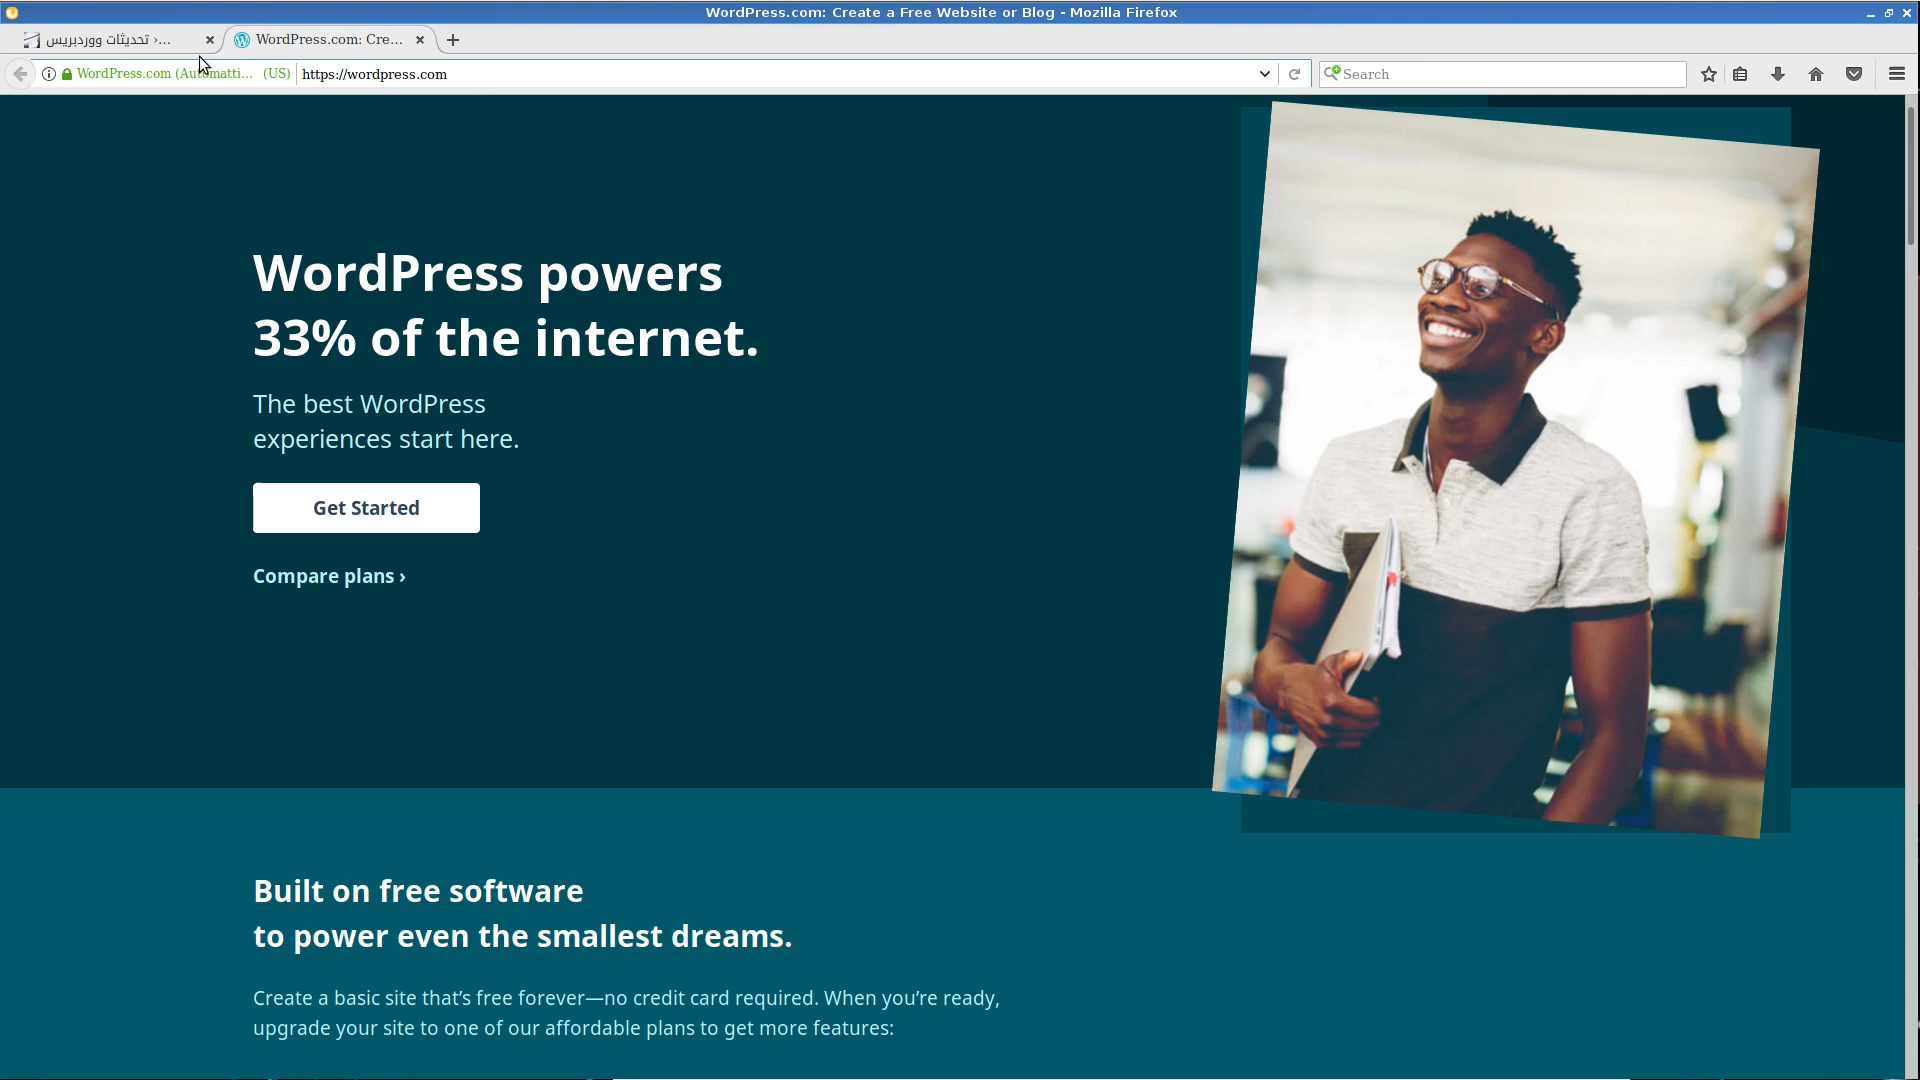 WordPress.com: Create a Free Website or Blog - Mozilla Firefox
تحديثات ووردبريس ›...
WordPress.com: Cre...
WordPress.com (Automatti... (US)
https://wordpress.com
Search
WordPress powers
33% of the internet.
The best WordPress
experiences start here.
Get Started
Compare plans ›
Built on free software
to power even the smallest dreams.
Create a basic site that’s free forever—no credit card required. When you’re ready,
upgrade your site to one of our affordable plans to get more features: